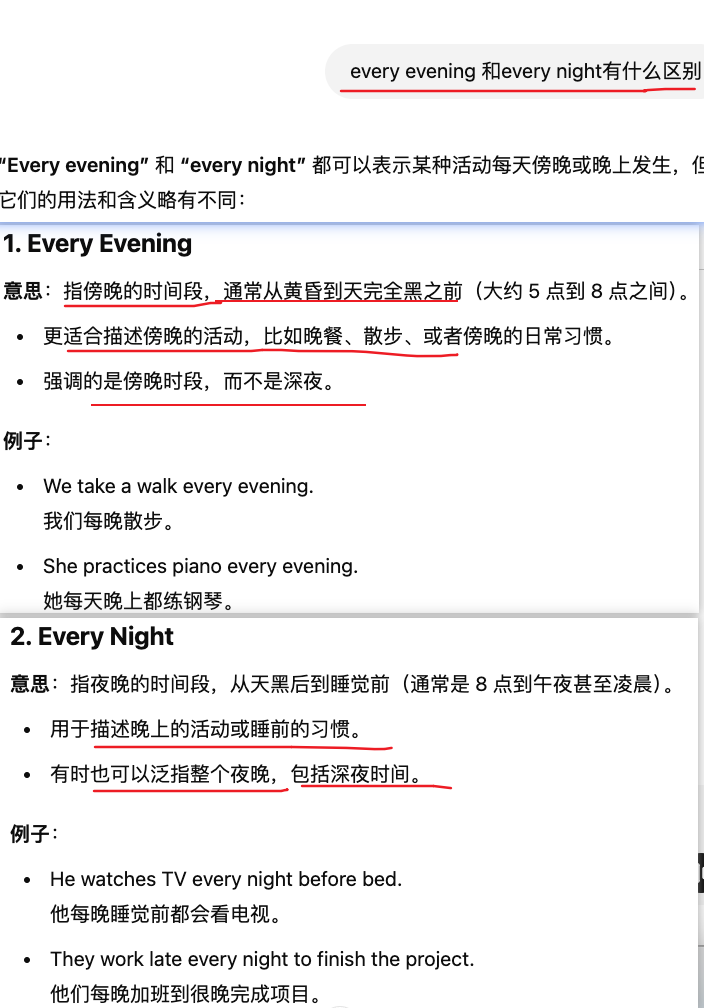 every evening 和every night有什么区别
“Every evening” 和 “every night” 都可以表示某种活动每天傍晚或晚上发生，但
它们的用法和含义略有不同：
1. Every Evening
意思：指傍晚的时间段，通常从黄昏到天完全黑之前（大约 5 点到 8 点之间）。
• 更适合描述傍晚的活动，比如晚餐、散步、或者傍晚的日常习惯。
• 强调的是傍晚时段，而不是深夜。
例子：
• We take a walk every evening.
我们每晚散步。
• She practices piano every evening.
她每天晚上都练钢琴。
2. Every Night
意思：指夜晚的时间段，从天黑后到睡觉前（通常是 8 点到午夜甚至凌晨）。
• 用于描述晚上的活动或睡前的习惯。
• 有时也可以泛指整个夜晚，包括深夜时间。
例子：
• He watches TV every night before bed.
他每晚睡觉前都会看电视。
• They work late every night to finish the project.
他们每晚加班到很晚完成项目。